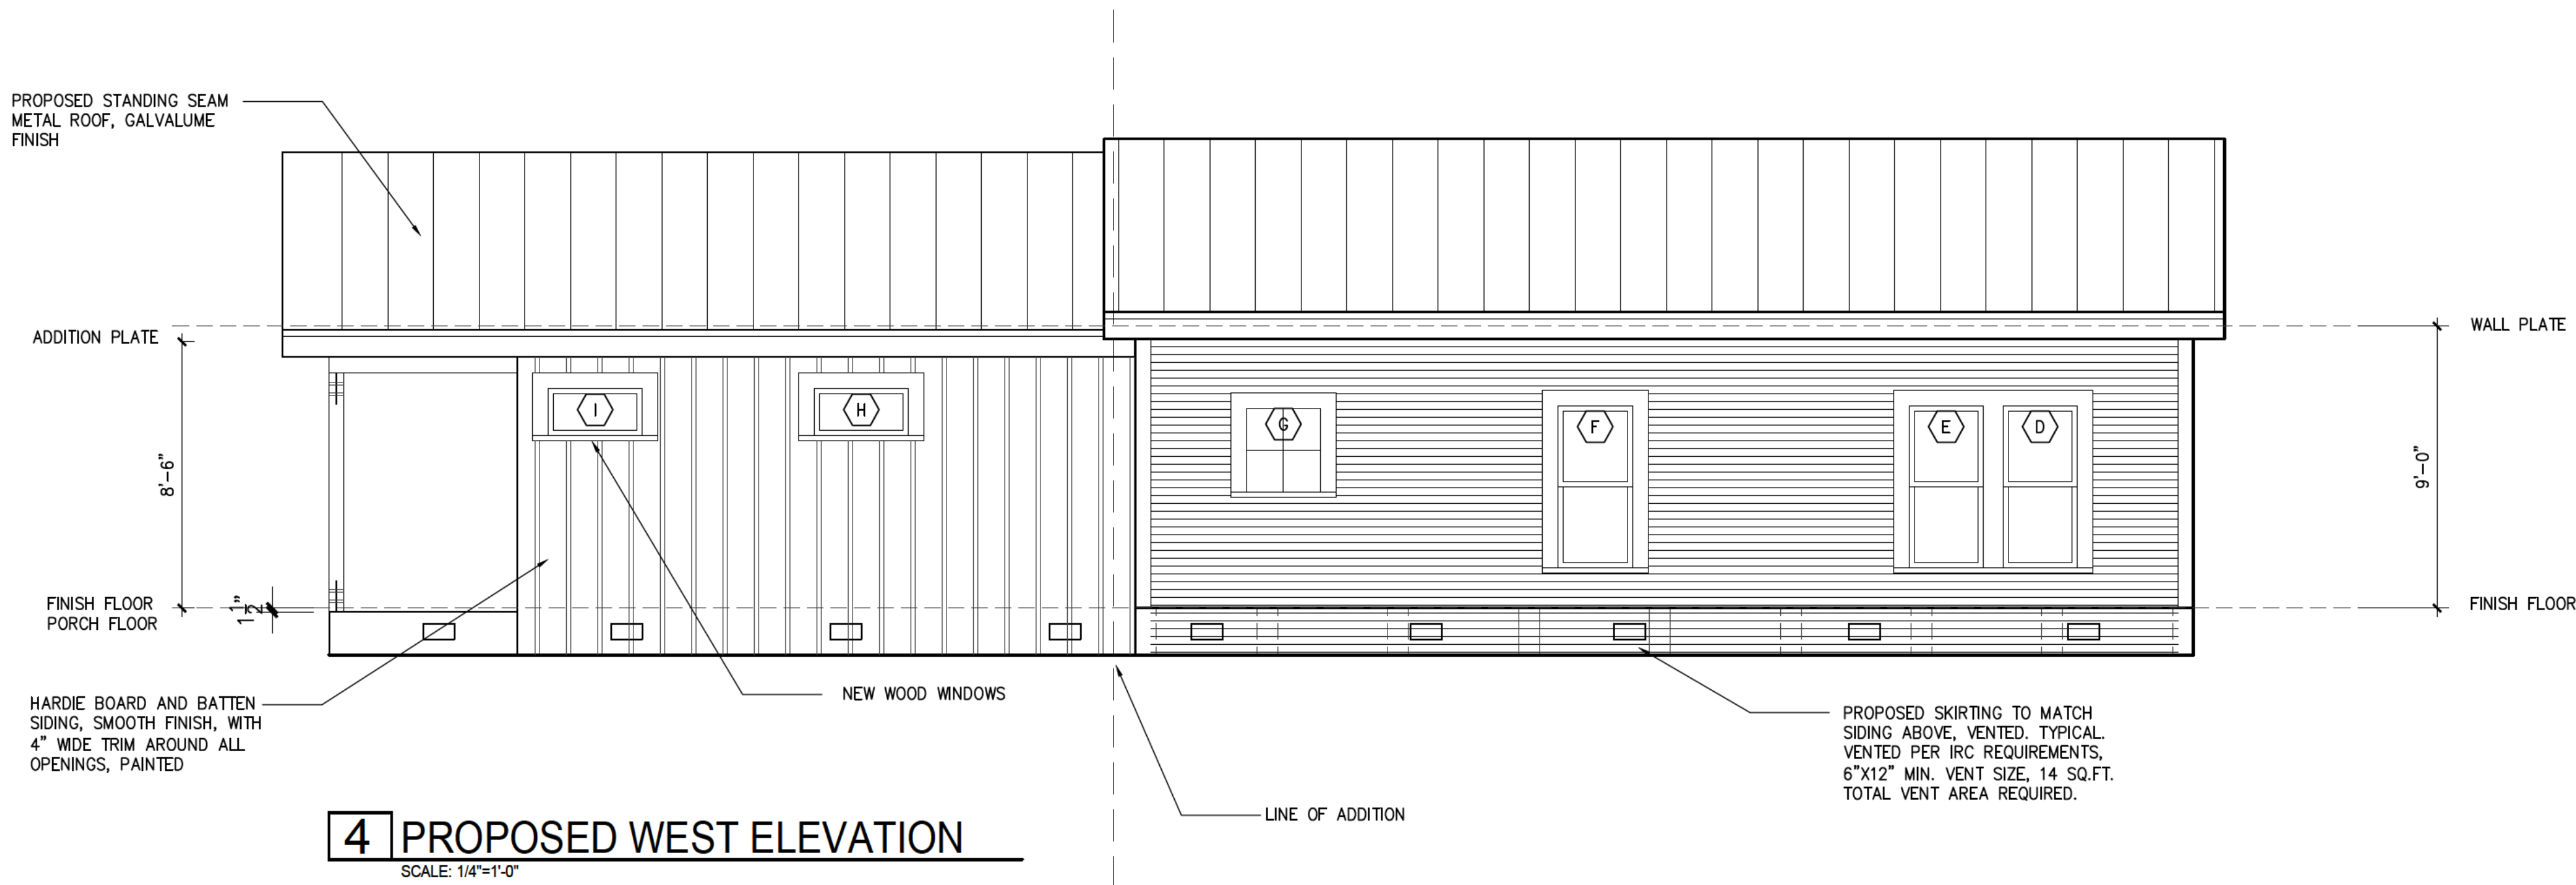 PROPOSED STANDING SEAM
METAL ROOF, GALVALUME
FINISH
ADDITION PLATE
WALL PLATE
8'-6"
9'-0"
I
H
G
F
E
D
FINISH FLOOR
PORCH FLOOR
1 1/2"
FINISH FLOOR
HARDIE BOARD AND BATTEN
SIDING, SMOOTH FINISH, WITH
4" WIDE TRIM AROUND ALL
OPENINGS, PAINTED
NEW WOOD WINDOWS
LINE OF ADDITION
PROPOSED SKIRTING TO MATCH
SIDING ABOVE, VENTED. TYPICAL.
VENTED PER IRC REQUIREMENTS,
6"X12" MIN. VENT SIZE, 14 SQ.FT.
TOTAL VENT AREA REQUIRED.
4 PROPOSED WEST ELEVATION
SCALE: 1/4"=1'-0"